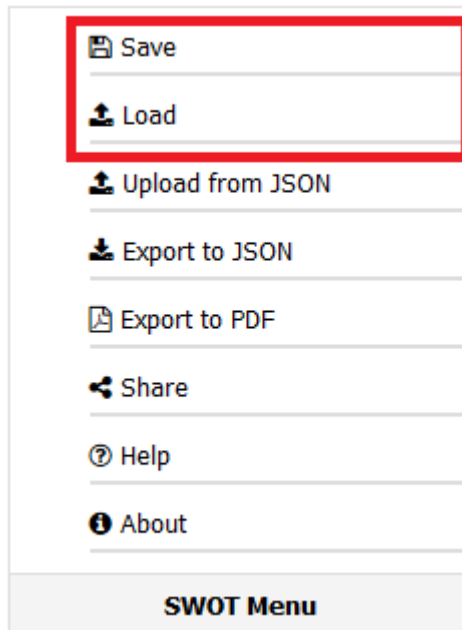 Save
Load
Upload from JSON
Export to JSON
Export to PDF
Share
Help
About
SWOT Menu